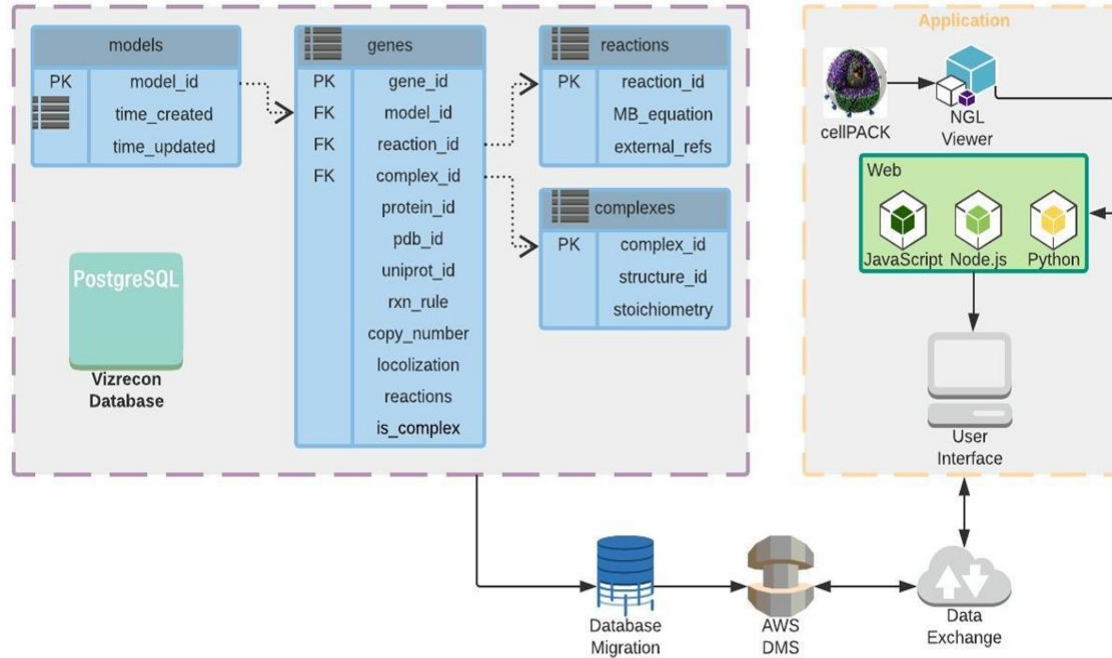 models
PK model_id
time_created
time_updated
genes
PK gene_id
FK model_id
FK reaction_id
FK complex_id
protein_id
pdb_id
uniprot_id
rxn_rule
copy_number
locolization
reactions
is_complex
reactions
PK reaction_id
MB_equation
external_refs
complexes
PK complex_id
structure_id
stoichiometry
PostgreSQL
Vizrecon
Database
Application
cellPACK
NGL
Viewer
Web
JavaScript Node.js Python
User
Interface
Database
Migration
AWS
DMS
Data
Exchange